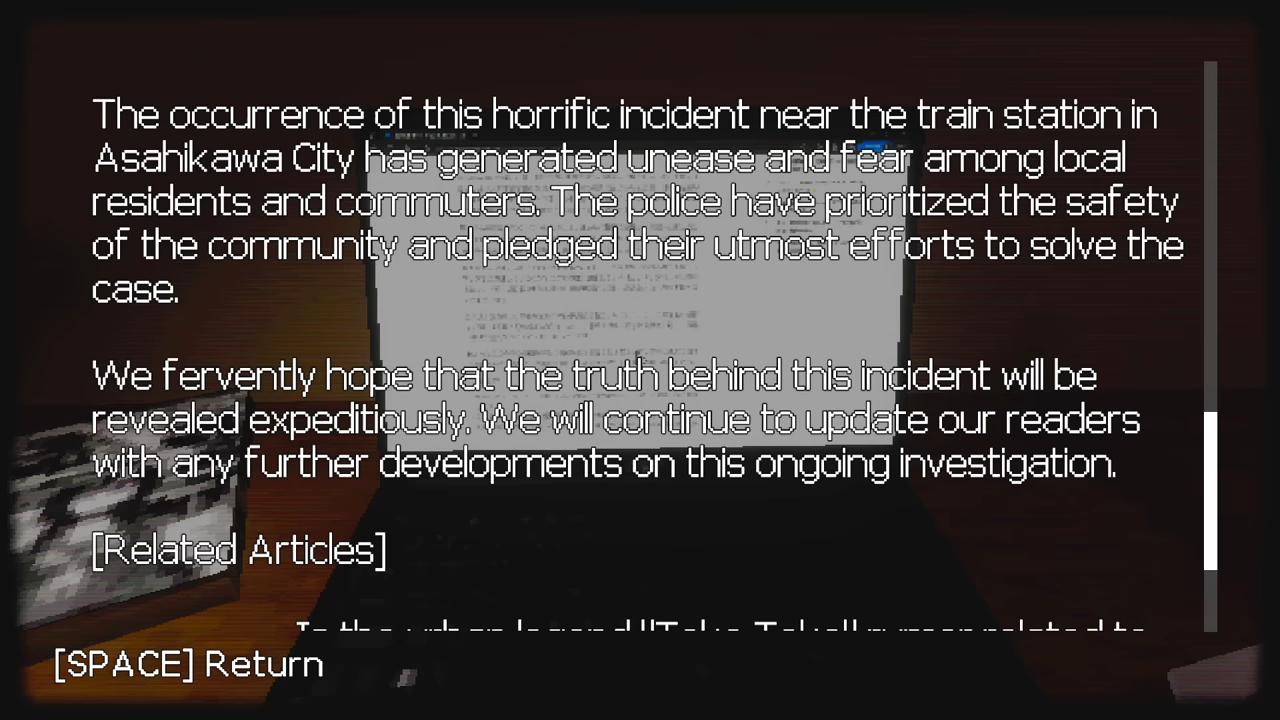 The occurrence of this horrific incident near the train station in
Asahikawa City has generated unease and fear among local
residents and commuters. The police have prioritized the safety
of the community and pledged their utmost efforts to solve the
case.
We fervently hope that the truth behind this incident will be
revealed expeditiously. We will continue to update our readers
with any further developments on this ongoing investigation.
[Related Articles]
[SPACE] Return